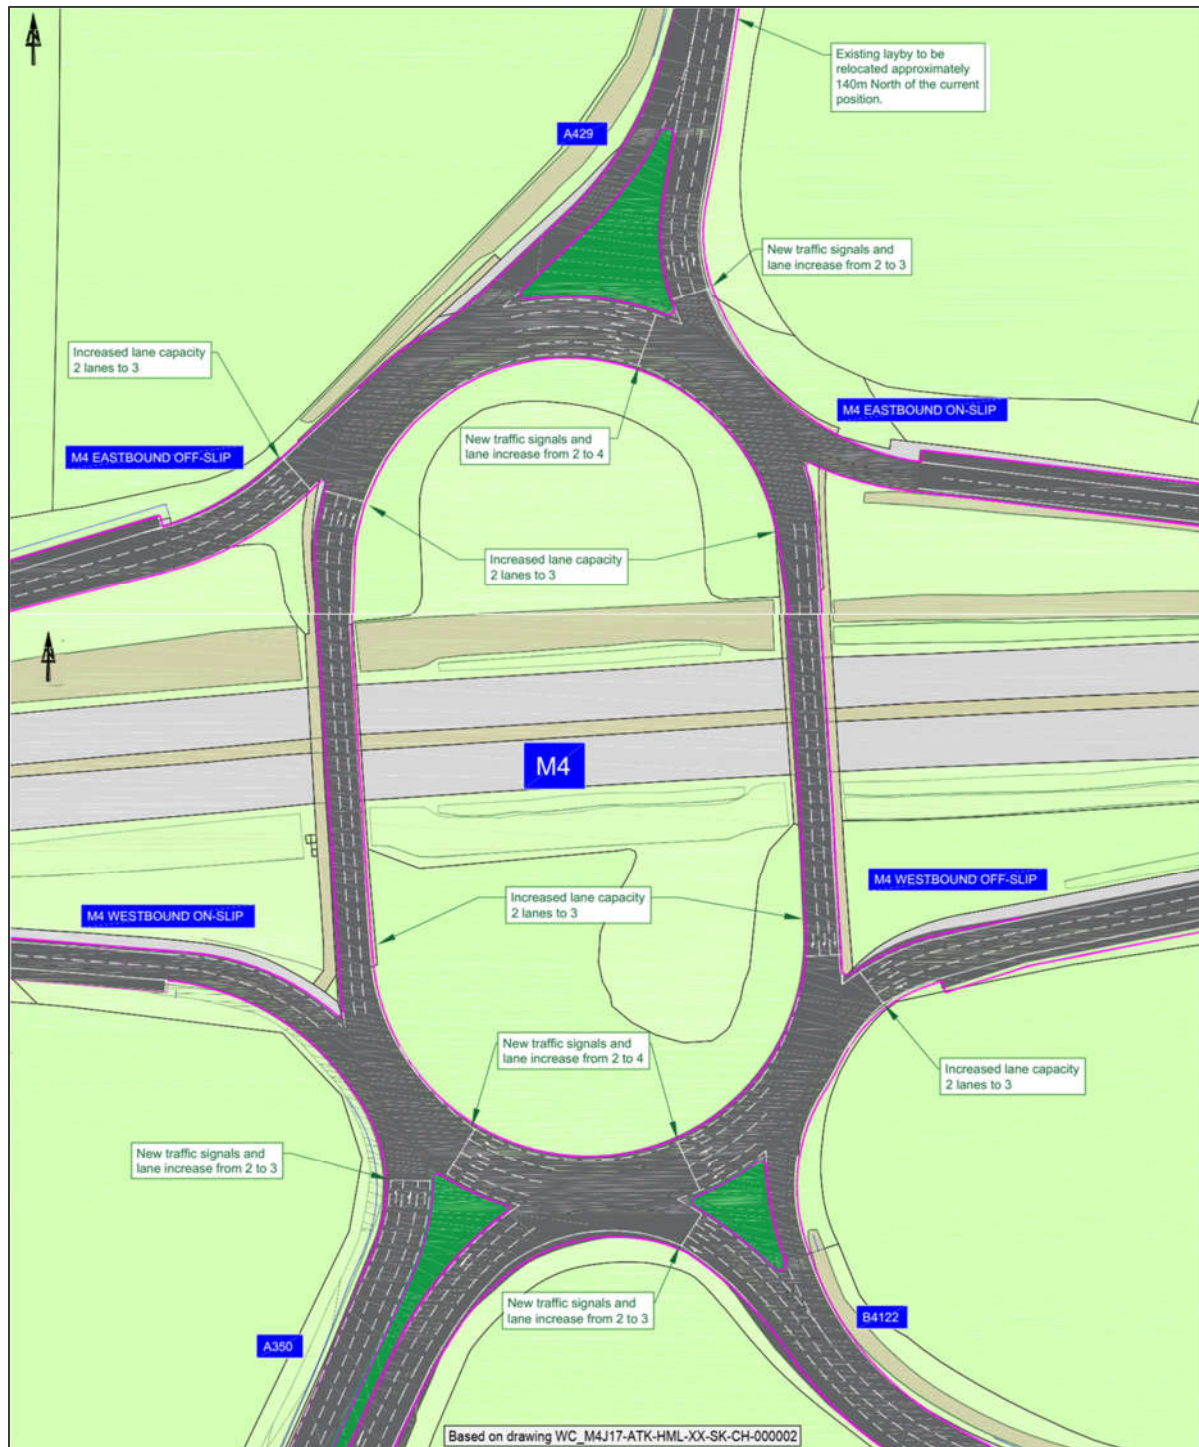 Existing layby to be
relocated approximately
140m North of the current
position.
A429
New traffic signals and
lane increase from 2 to 3
Increased lane capacity
2 lanes to 3
M4 EASTBOUND ON-SLIP
New traffic signals and
lane increase from 2 to 4
M4 EASTBOUND OFF-SLIP
Increased lane capacity
2 lanes to 3
M4
M4 WESTBOUND OFF-SLIP
Increased lane capacity
2 lanes to 3
M4 WESTBOUND ON-SLIP
New traffic signals and
lane increase from 2 to 4
Increased lane capacity
2 lanes to 3
New traffic signals and
lane increase from 2 to 3
New traffic signals and
lane increase from 2 to 3
B4122
A350
Based on drawing WC_M4J17-ATK-HML-XX-SK-CH-000002